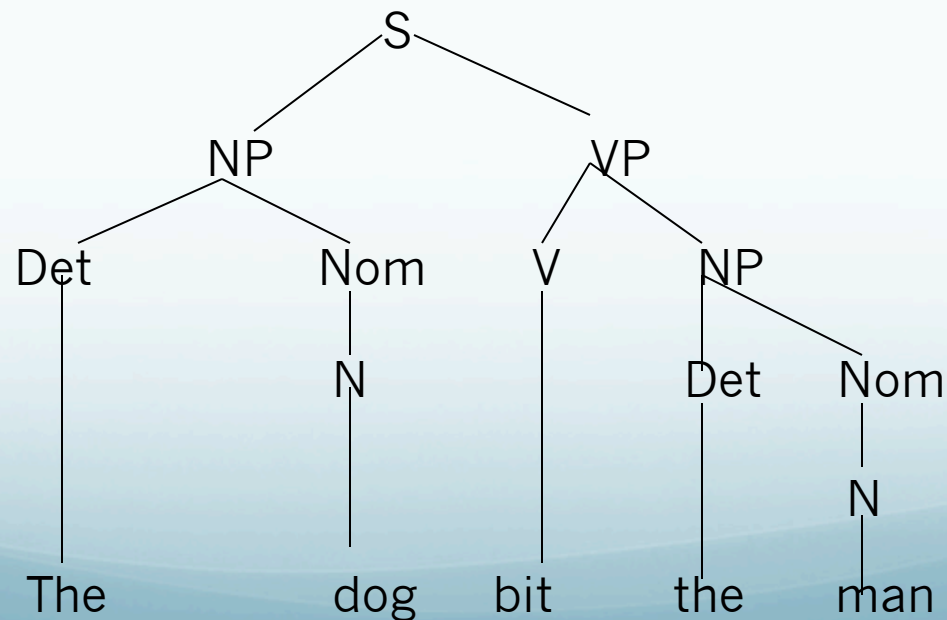 S
NP VP
Det Nom V NP
N Det Nom
N
The dog bit the man